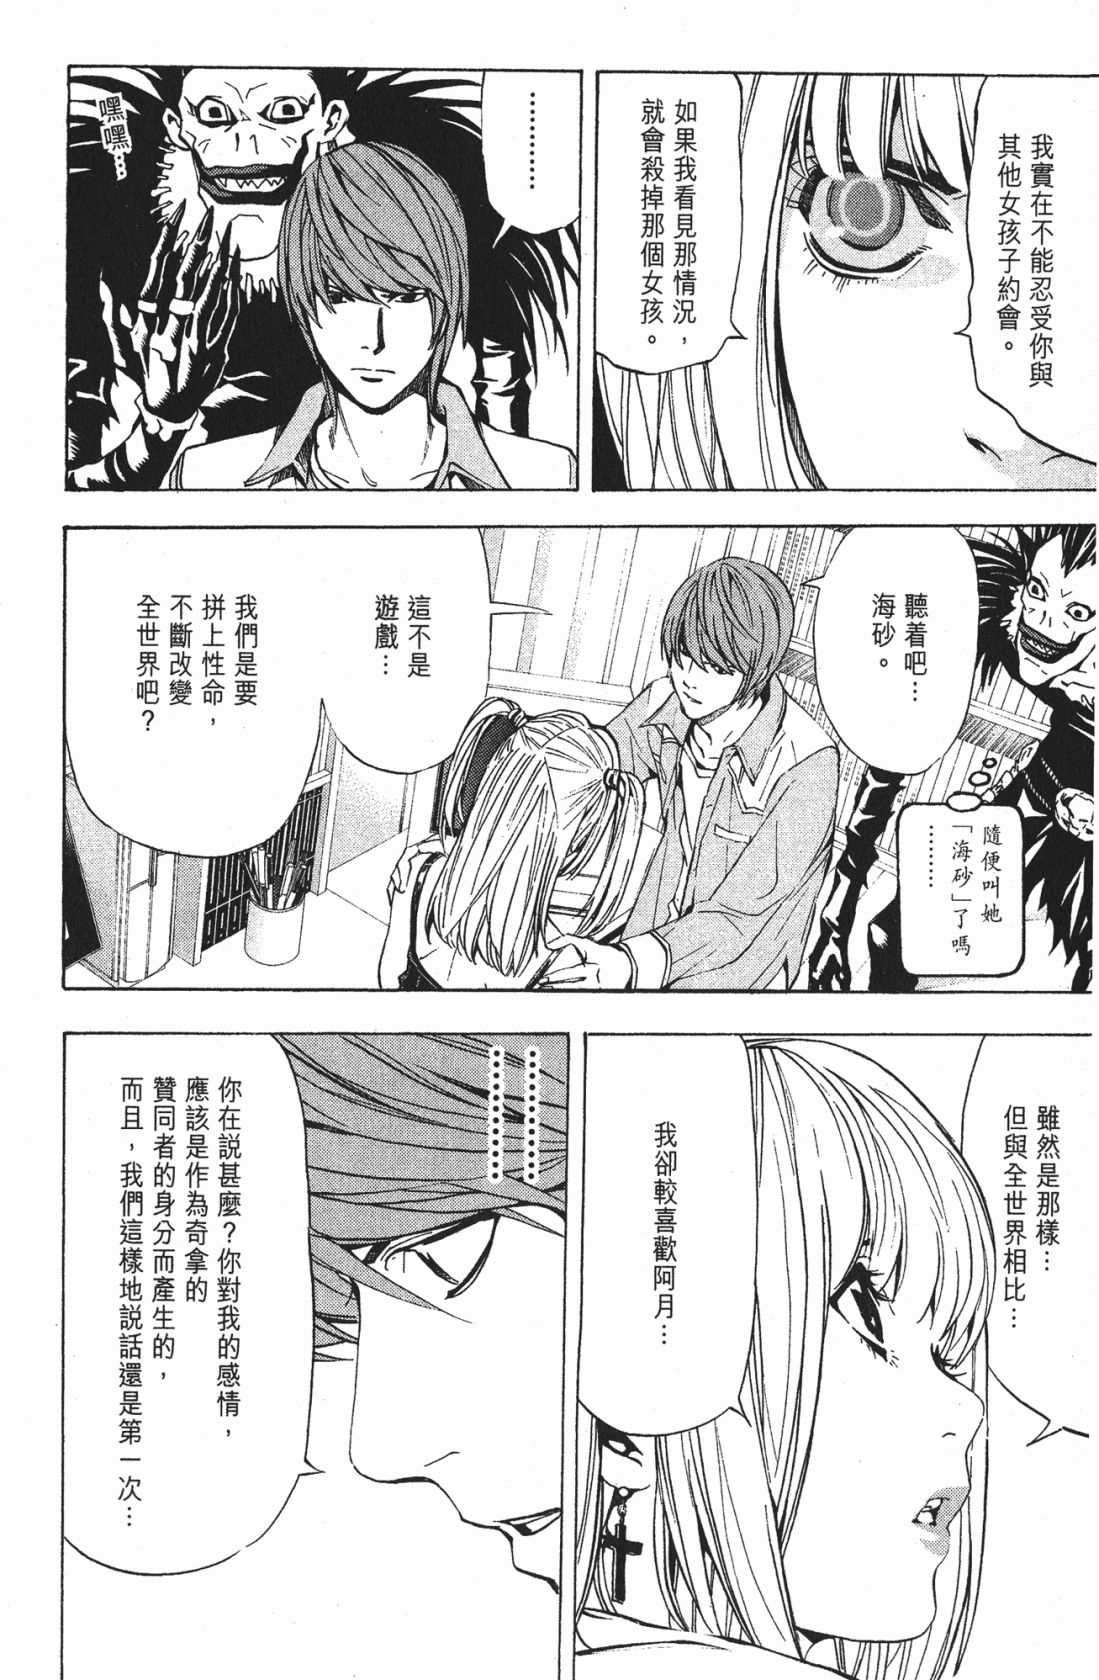 我實在不能忍受你與
其他女孩子約會。
如果我看見那情況，
就會殺掉那個女孩。
…………
嘿嘿…
聽着吧…
海砂。
隨便叫她
「海砂」了嗎
………
這不是
遊戲…
我們是要
拼上性命，
不斷改變
全世界吧？
雖然是那樣…
但與全世界相比…
我卻較喜歡阿月…
………………
………………
你在説甚麼？你對我的感情，
應該是作為奇拿的
贊同者的身分而產生的，
而且，我們這樣地説話還是第一次…